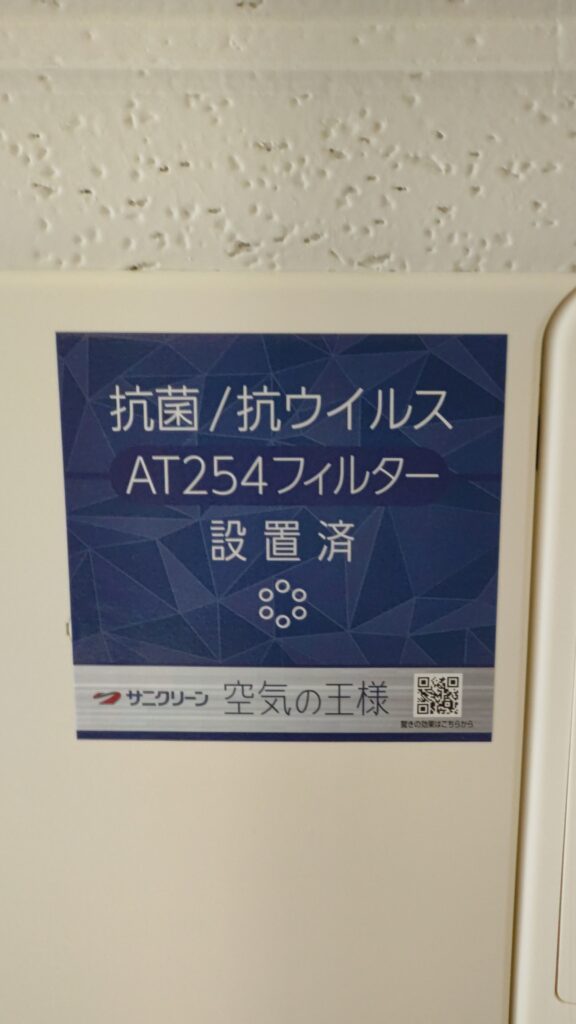 抗菌/抗ウイルス
AT254フィルター
設置済
サニクリーン 空気の王様
驚きの効果はこちらから